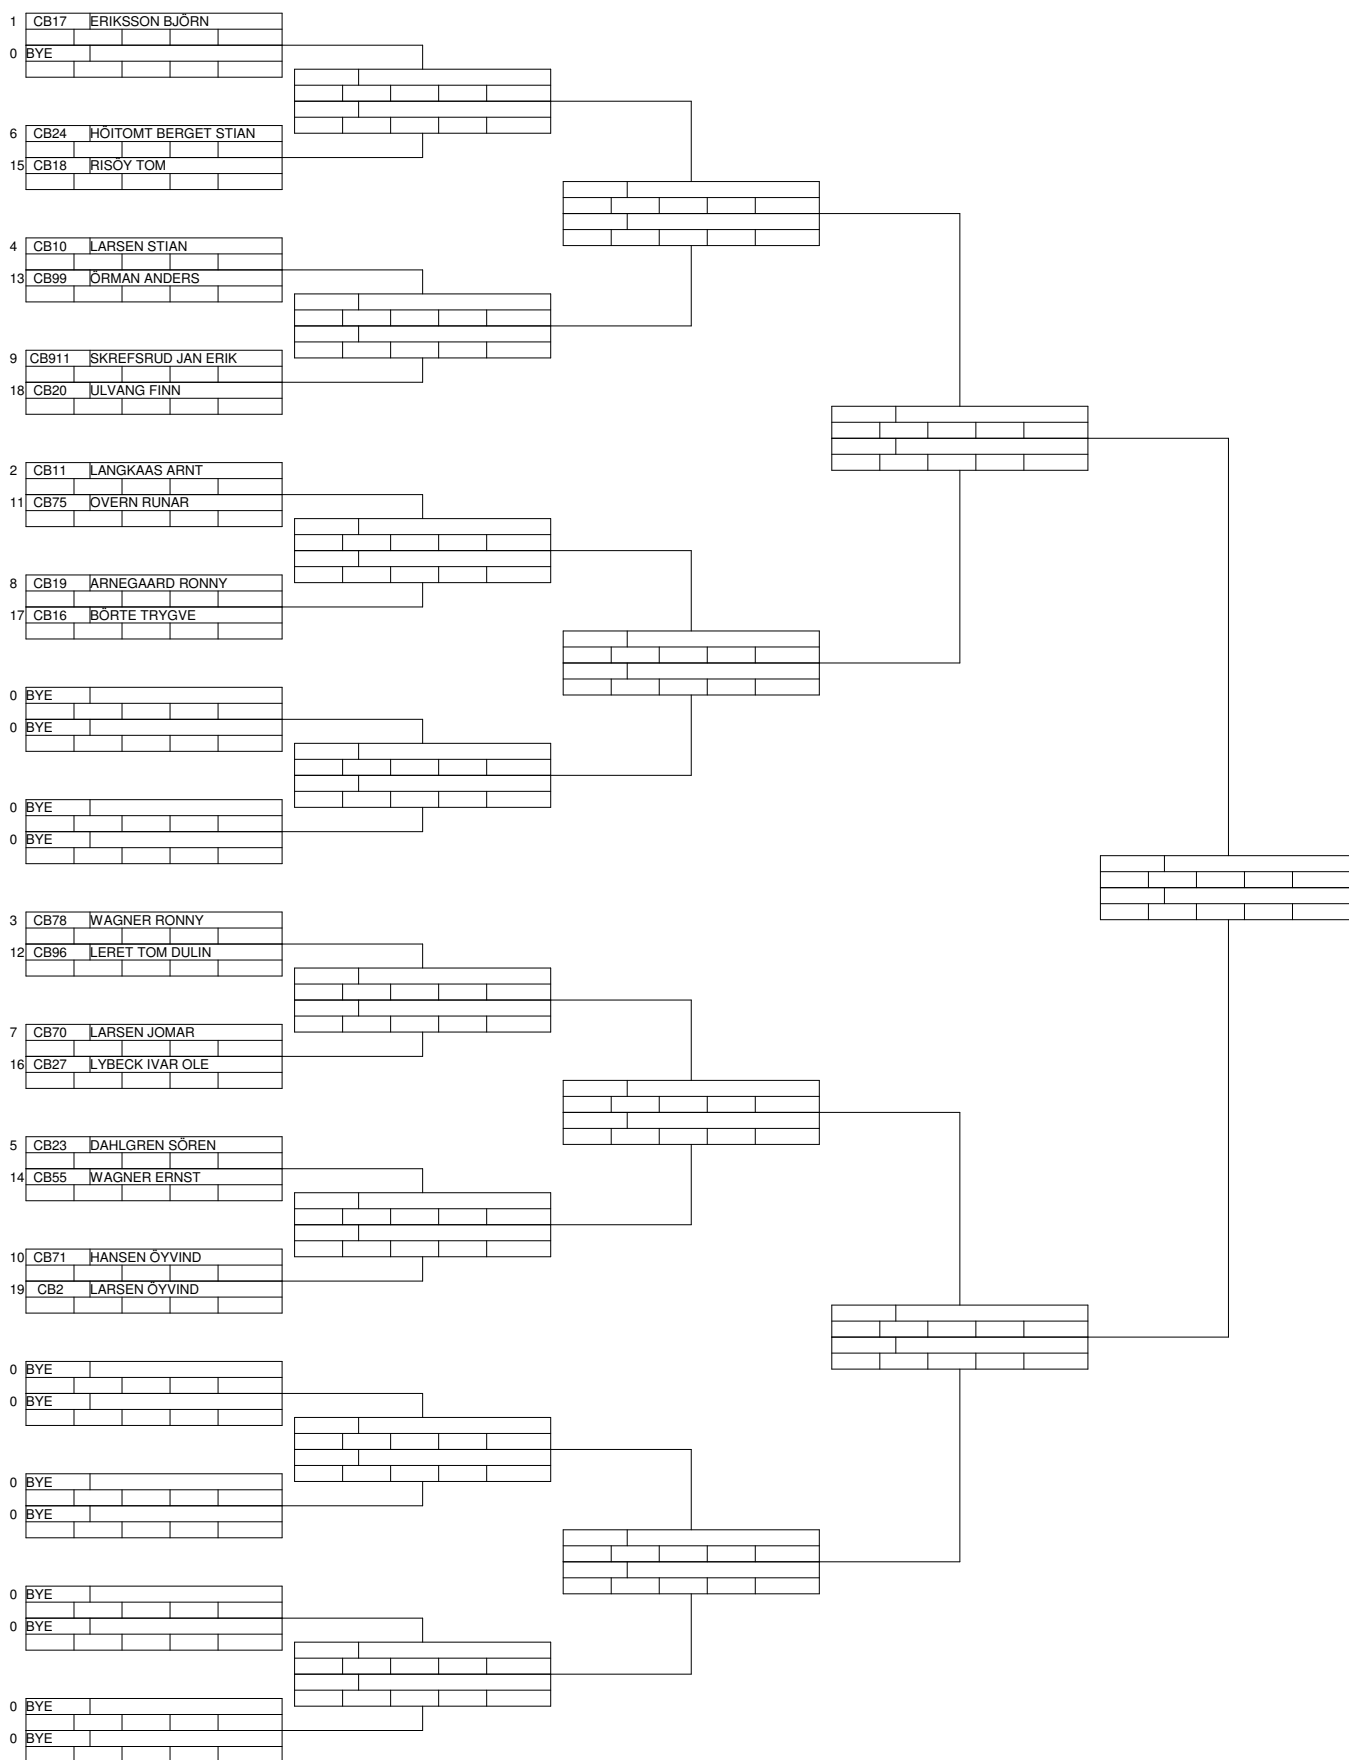 1 CB17 ERIKSSON BJÖRN
0 BYE
6 CB24 HÖITOMT BERGET STIAN
15 CB18 RISÖY TOM
4 CB10 LARSEN STIAN
13 CB99 ÖRMAN ANDERS
9 CB911 SKREFSRUD JAN ERIK
18 CB20 ULVANG FINN
2 CB11 LANGKAAS ARNT
11 CB75 OVERN RUNAR
8 CB19 ARNEGAARD RONNY
17 CB16 BÖRTE TRYGVE
0 BYE
0 BYE
0 BYE
0 BYE
3 CB78 WAGNER RONNY
12 CB96 LERET TOM DULIN
7 CB70 LARSEN JOMAR
16 CB27 LYBECK IVAR OLE
5 CB23 DAHLGREN SÖREN
14 CB55 WAGNER ERNST
10 CB71 HANSEN ÖYVIND
19 CB2 LARSEN ÖYVIND
0 BYE
0 BYE
0 BYE
0 BYE
0 BYE
0 BYE
0 BYE
0 BYE